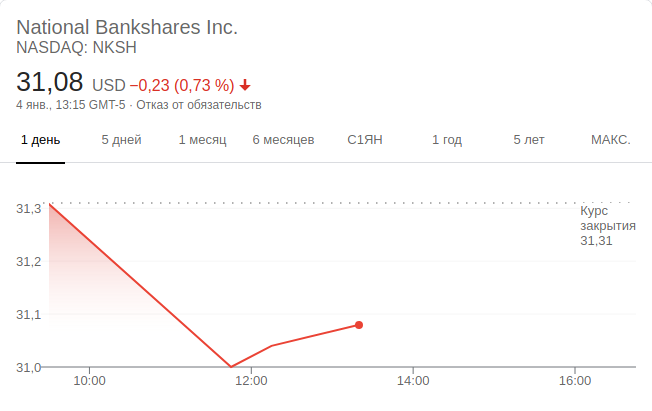 National Bankshares Inc.
NASDAQ: NKSH
31,08 USD −0,23 (0,73 %)
4 янв., 13:15 GMT-5 · Отказ от обязательств
1 день 5 дней 1 месяц 6 месяцев С1ЯН 1 год 5 лет МАКС.
31,3
31,2
31,1
31,0
Курс
закрытия
31,31
10:00 12:00 14:00 16:00